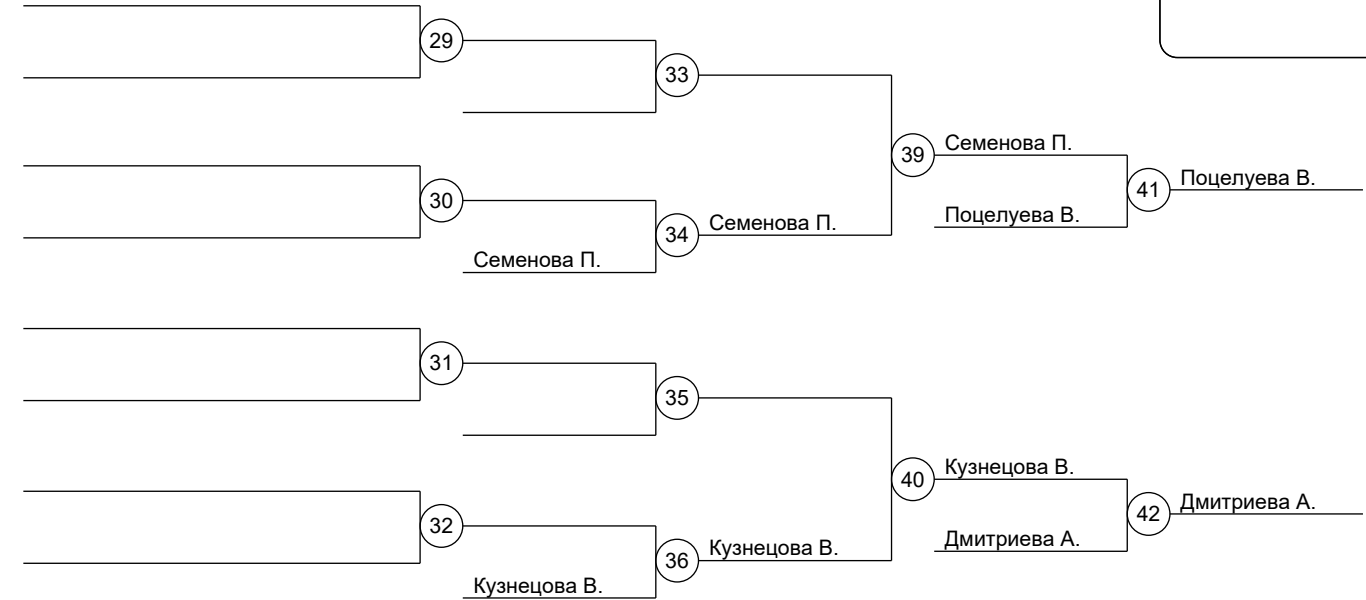 29
33
Семенова П.
39
Поцелуева В.
41
30
Поцелуева В.
Семенова П.
34
Семенова П.
31
35
Кузнецова В.
40
Дмитриева А.
42
32
Дмитриева А.
Кузнецова В.
36
Кузнецова В.